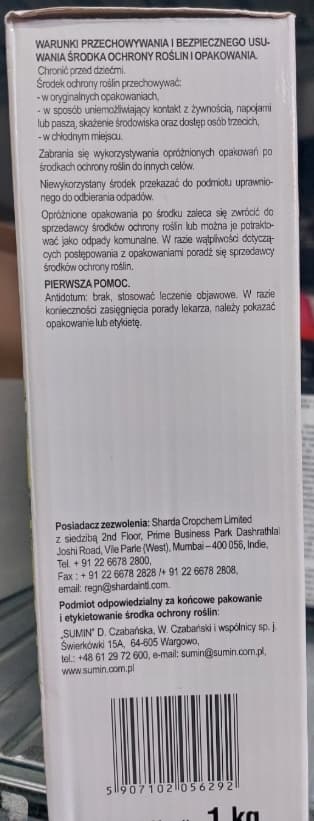 WARUNKI PRZECHOWYWANIA I BEZPIECZNEGO USU-
WANIA ŚRODKA OCHRONY ROŚLIN I OPAKOWANIA.
Chronić przed dziećmi.
Środek ochrony roślin przechowywać:
- w oryginalnych opakowaniach,
- w sposób uniemożliwiający kontakt z żywnością, napojami
lub paszą, skażenie środowiska oraz dostęp osób trzecich,
- w chłodnym miejscu.
Zabrania się wykorzystywania opróżnionych opakowań po
środkach ochrony roślin do innych celów.
Niewykorzystany środek przekazać do podmiotu uprawnio-
nego do odbierania odpadów.
Opróżnione opakowania po środku zaleca się zwrócić do
sprzedawcy środków ochrony roślin lub można je potrakto-
wać jako odpady komunalne. W razie wątpliwości dotyczą-
cych postępowania z opakowaniami poradź się sprzedawcy
środków ochrony roślin.
PIERWSZA POMOC.
Antidotum: brak, stosować leczenie objawowe. W razie
konieczności zasięgnięcia porady lekarza, należy pokazać
opakowanie lub etykietę.
Posiadacz zezwolenia: Sharda Cropchem Limited
z siedzibą 2nd Floor, Prime Business Park Dashrathlal
Joshi Road, Vile Parle (West), Mumbai – 400 056, Indie,
Tel. + 91 22 6678 2800,
Fax : + 91 22 6678 2828 /+ 91 22 6678 2808,
email: regn@shardaintl.com.
Podmiot odpowiedzialny za końcowe pakowanie
i etykietowanie środka ochrony roślin:
„SUMIN" D. Czabańska, W. Czabański i wspólnicy sp. j.
Świerkówki 15A, 64-605 Wargowo,
tel.: +48 61 29 72 600, e-mail: sumin@sumin.com.pl,
www.sumin.com.pl
5 907102 056292
1 kg